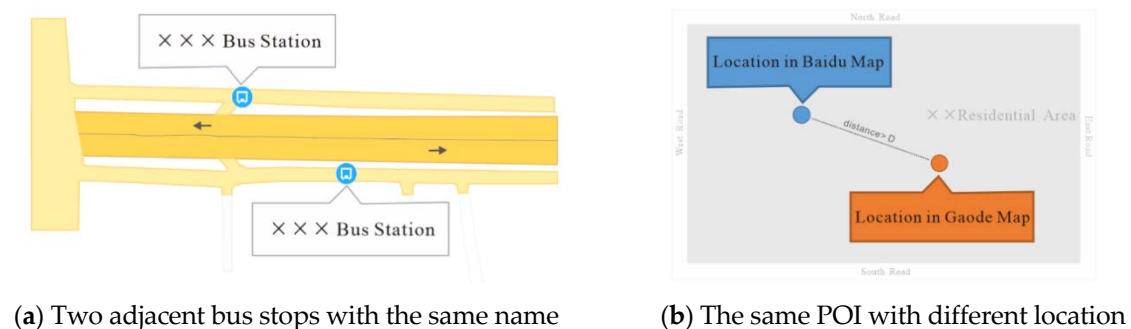 ××× Bus Station
××× Bus Station
North Road
Location in Baidu Map
West Road
distance> D
××Residential Area
East Road
Location in Gaode Map
South Road
(a) Two adjacent bus stops with the same name
(b) The same POI with different location